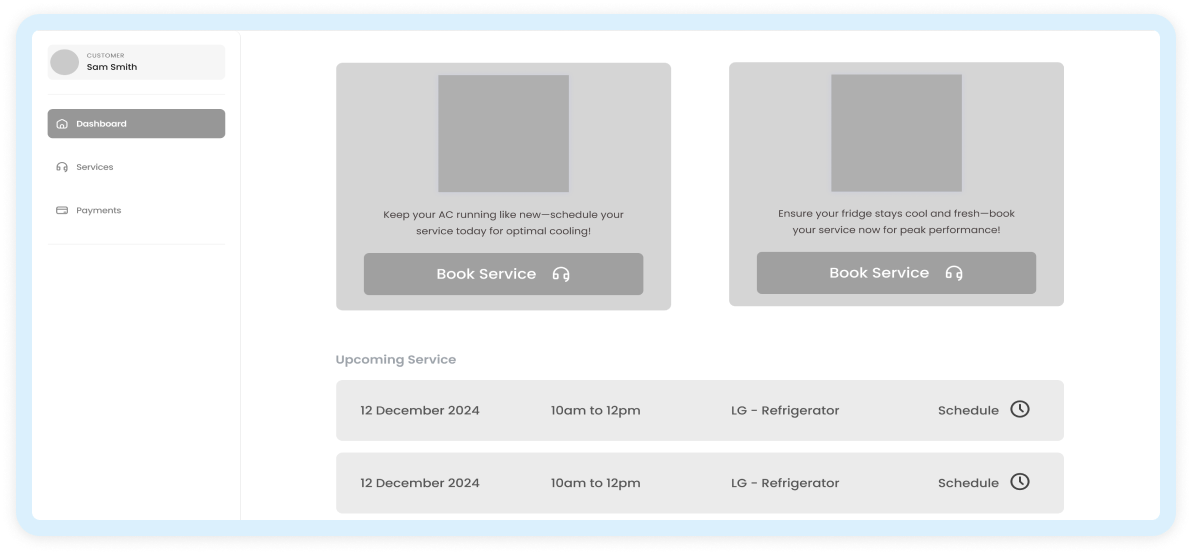 CUSTOMER
Sam Smith
Dashboard
Services
Payments
Keep your AC running like new—schedule your
service today for optimal cooling!
Book Service
Ensure your fridge stays cool and fresh—book
your service now for peak performance!
Book Service
Upcoming Service
12 December 2024 10am to 12pm LG - Refrigerator Schedule
12 December 2024 10am to 12pm LG - Refrigerator Schedule